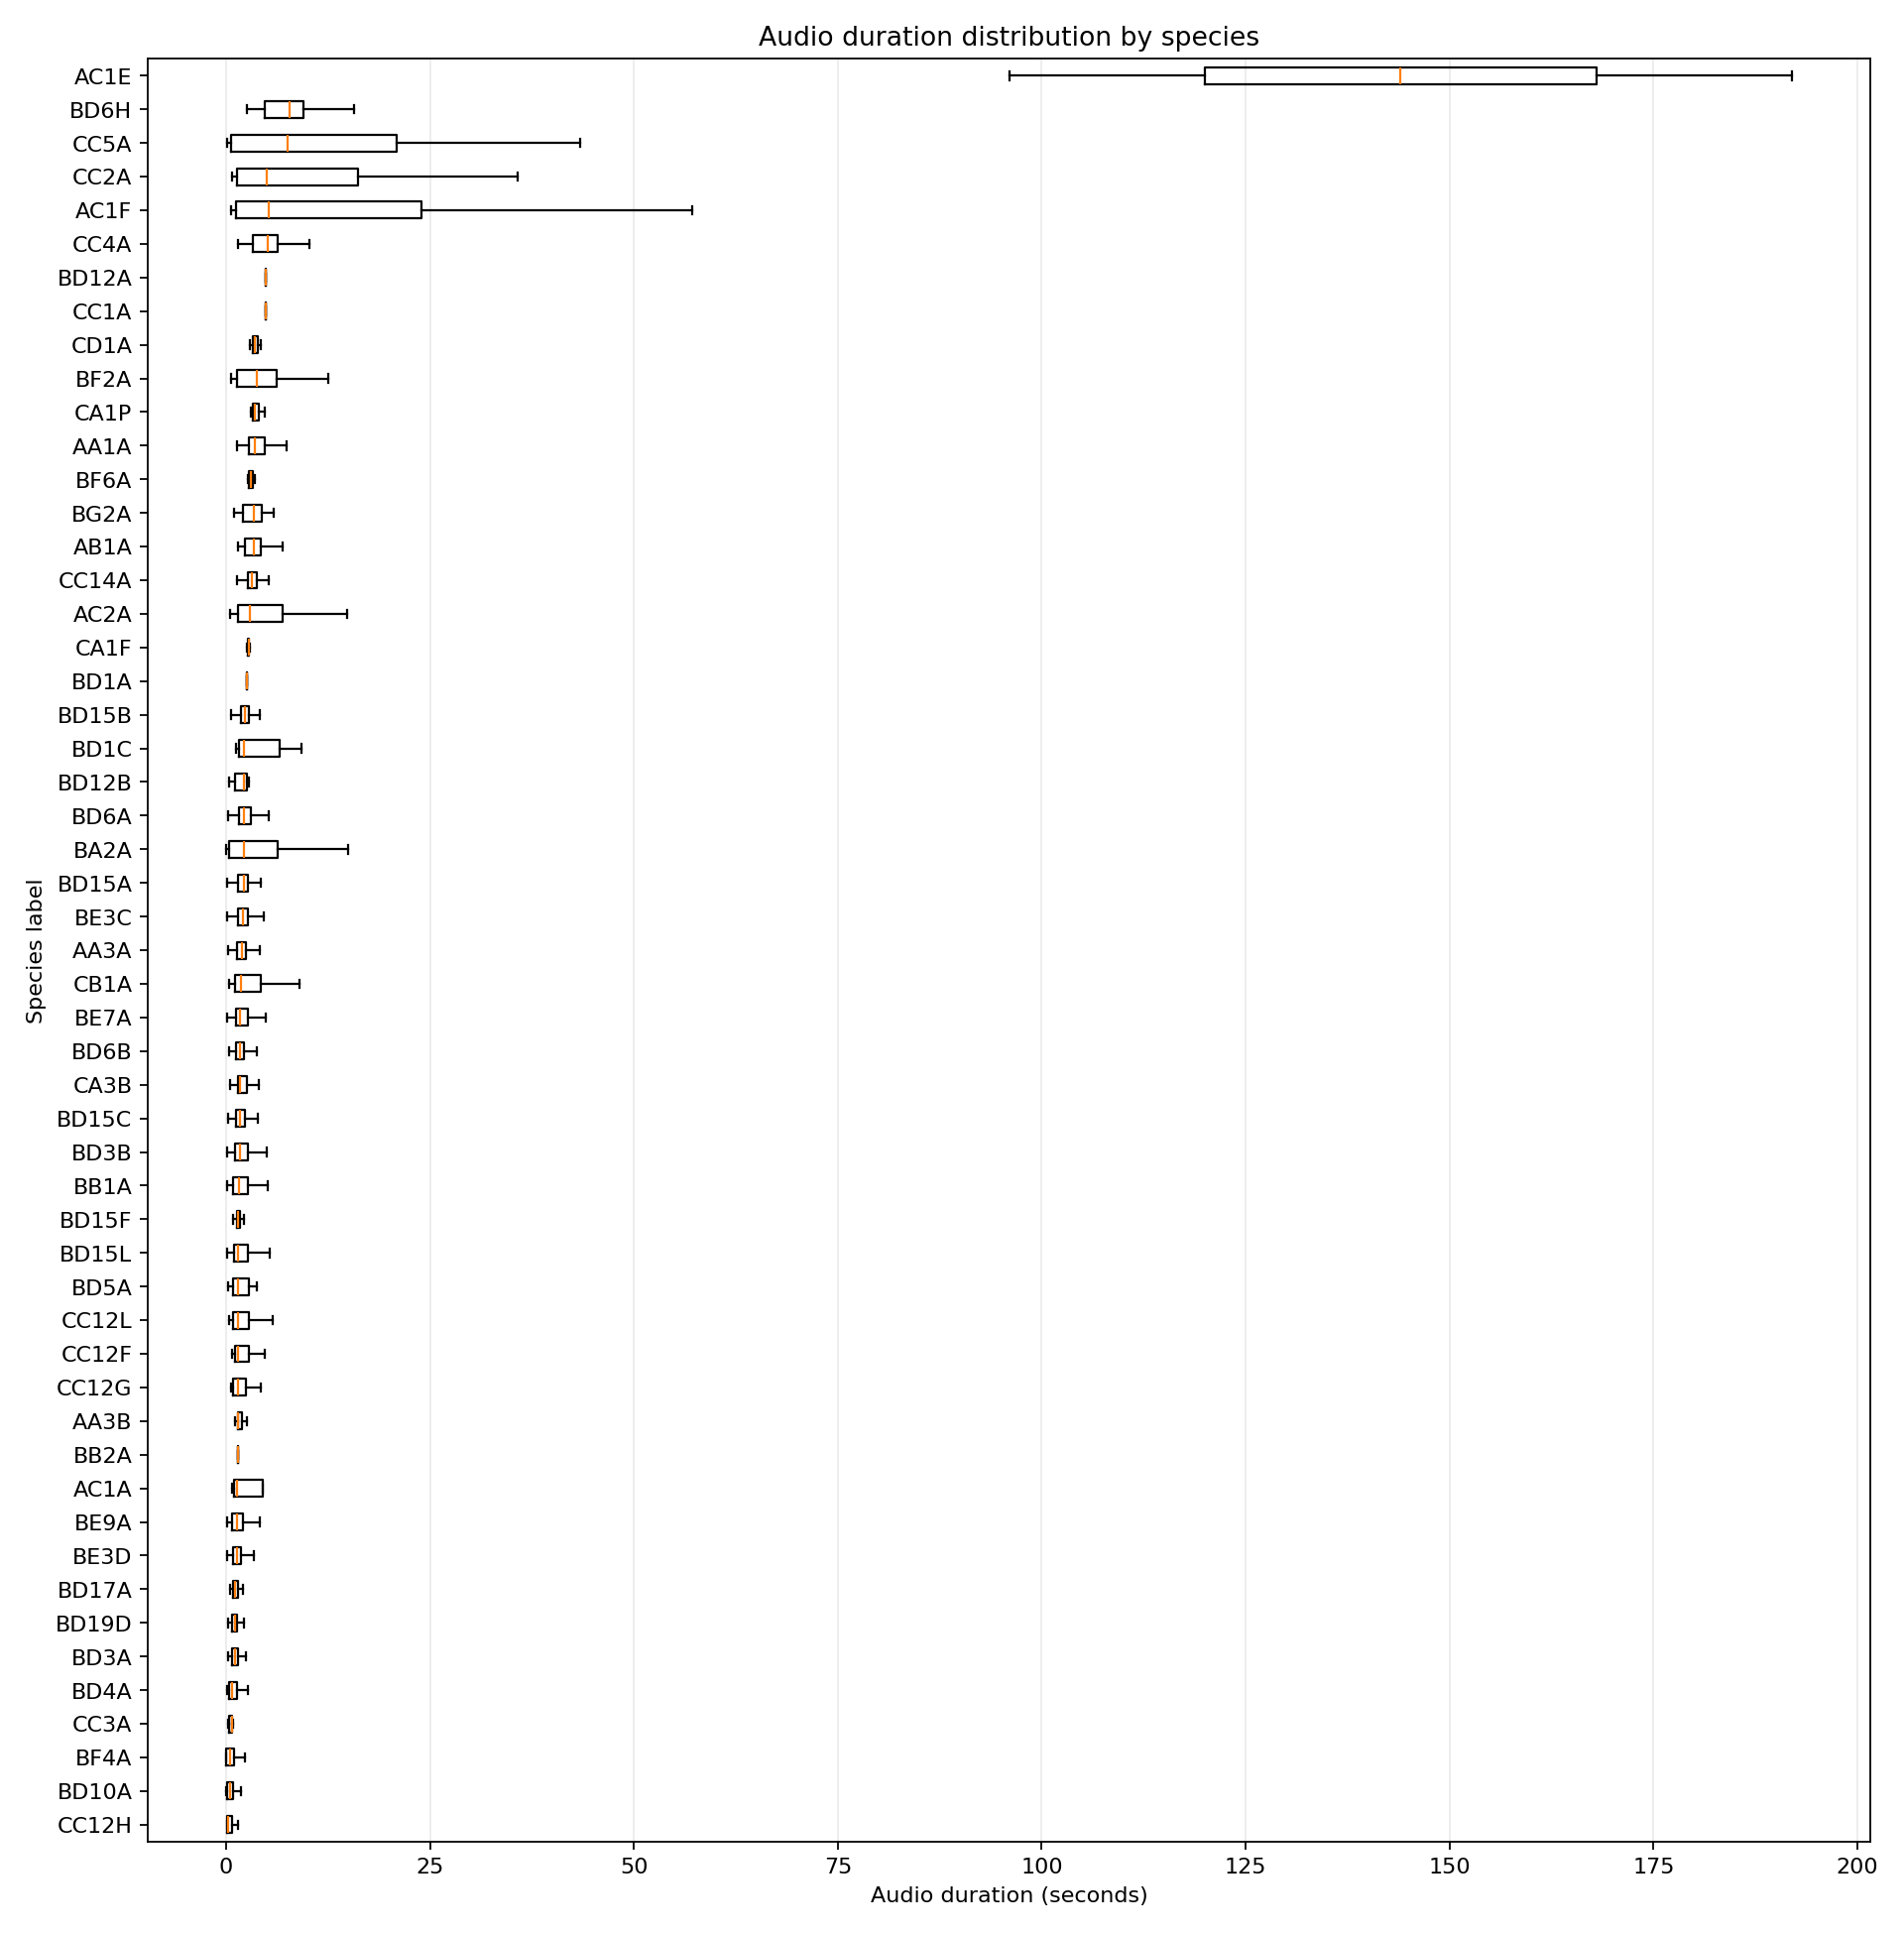 Audio duration distribution by species
AC1E
BD6H
CC5A
CC2A
AC1F
CC4A
BD12A
CC1A
CD1A
BF2A
CA1P
AA1A
BF6A
BG2A
AB1A
CC14A
AC2A
CA1F
BD1A
BD15B
BD1C
BD12B
BD6A
BA2A
BD15A
BE3C
AA3A
CB1A
BE7A
BD6B
CA3B
BD15C
BD3B
BB1A
BD15F
BD15L
BD5A
CC12L
CC12F
CC12G
AA3B
BB2A
AC1A
BE9A
BE3D
BD17A
BD19D
BD3A
BD4A
CC3A
BF4A
BD10A
CC12H
Species label
0 25 50 75 100 125 150 175 200
Audio duration (seconds)